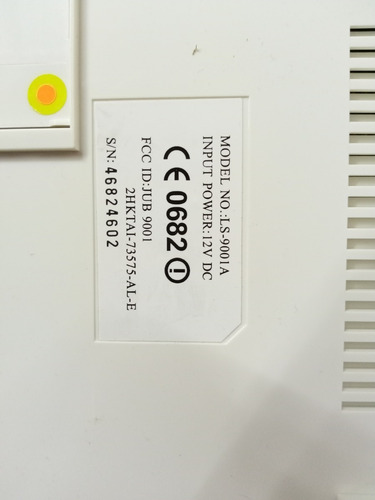 MODEL NO.:LS-9001A
INPUT POWER:12V DC
CE 0682
FCC ID:JUB 9001
2HKTAI-73575-AL-E
S/N: 46824602